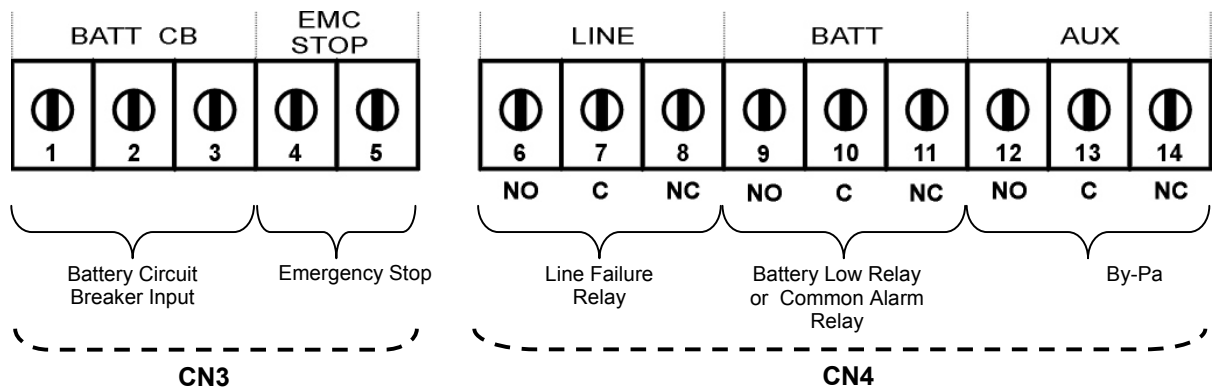 BATT CB
EMC STOP
LINE
BATT
AUX
1 2 3 4 5
6 7 8 9 10 11 12 13 14
NO C NC NO C NC NO C NC
Battery Circuit
Breaker Input
Emergency Stop
Line Failure
Relay
Battery Low Relay
or Common Alarm
Relay
By-Pa
CN3
CN4